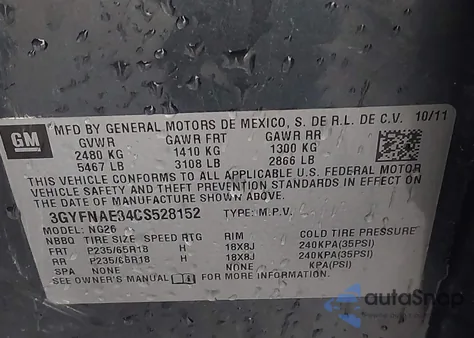 GM
MFD BY GENERAL MOTORS DE MEXICO, S. DE R.L. DE C.V. 10/11
GVWR GAWR FRT GAWR RR
2480 KG 1410 KG 1300 KG
5467 LB 3108 LB 2866 LB
THIS VEHICLE CONFORMS TO ALL APPLICABLE U.S. FEDERAL MOTOR
VEHICLE SAFETY AND THEFT PREVENTION STANDARDS IN EFFECT ON
THE DATE OF MANUFACTURE SHOWN ABOVE.
3GYFNAE34CS528152 TYPE: M.P.V.
MODEL: NG26
NBBQ TIRE SIZE SPEED RTG RIM COLD TIRE PRESSURE
FRT P235/65R18 H 18X8J 240KPA(35PSI)
RR P235/65R18 H 18X8J 240KPA(35PSI)
SPA NONE NONE KPA(PSI)
SEE OWNER'S MANUAL FOR MORE INFORMATION.
autaSnap